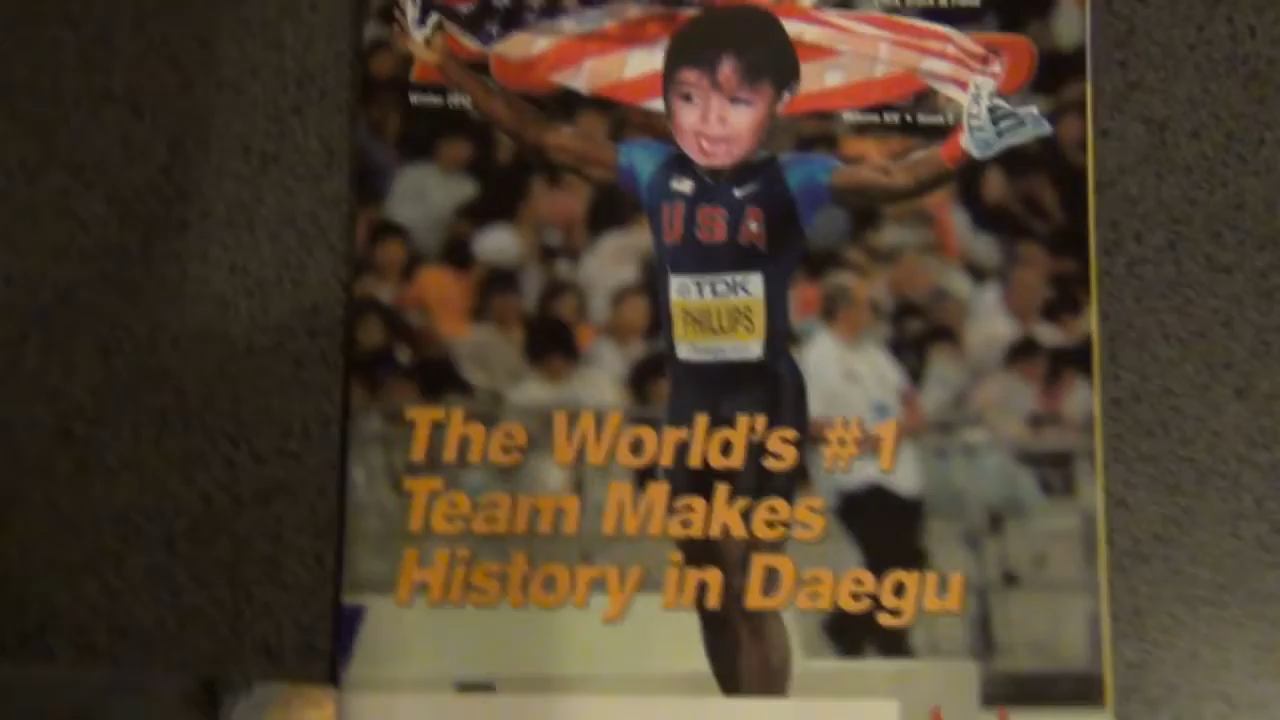 USA
TDK
PHILLIPS
The World's #1
Team Makes
History in Daegu